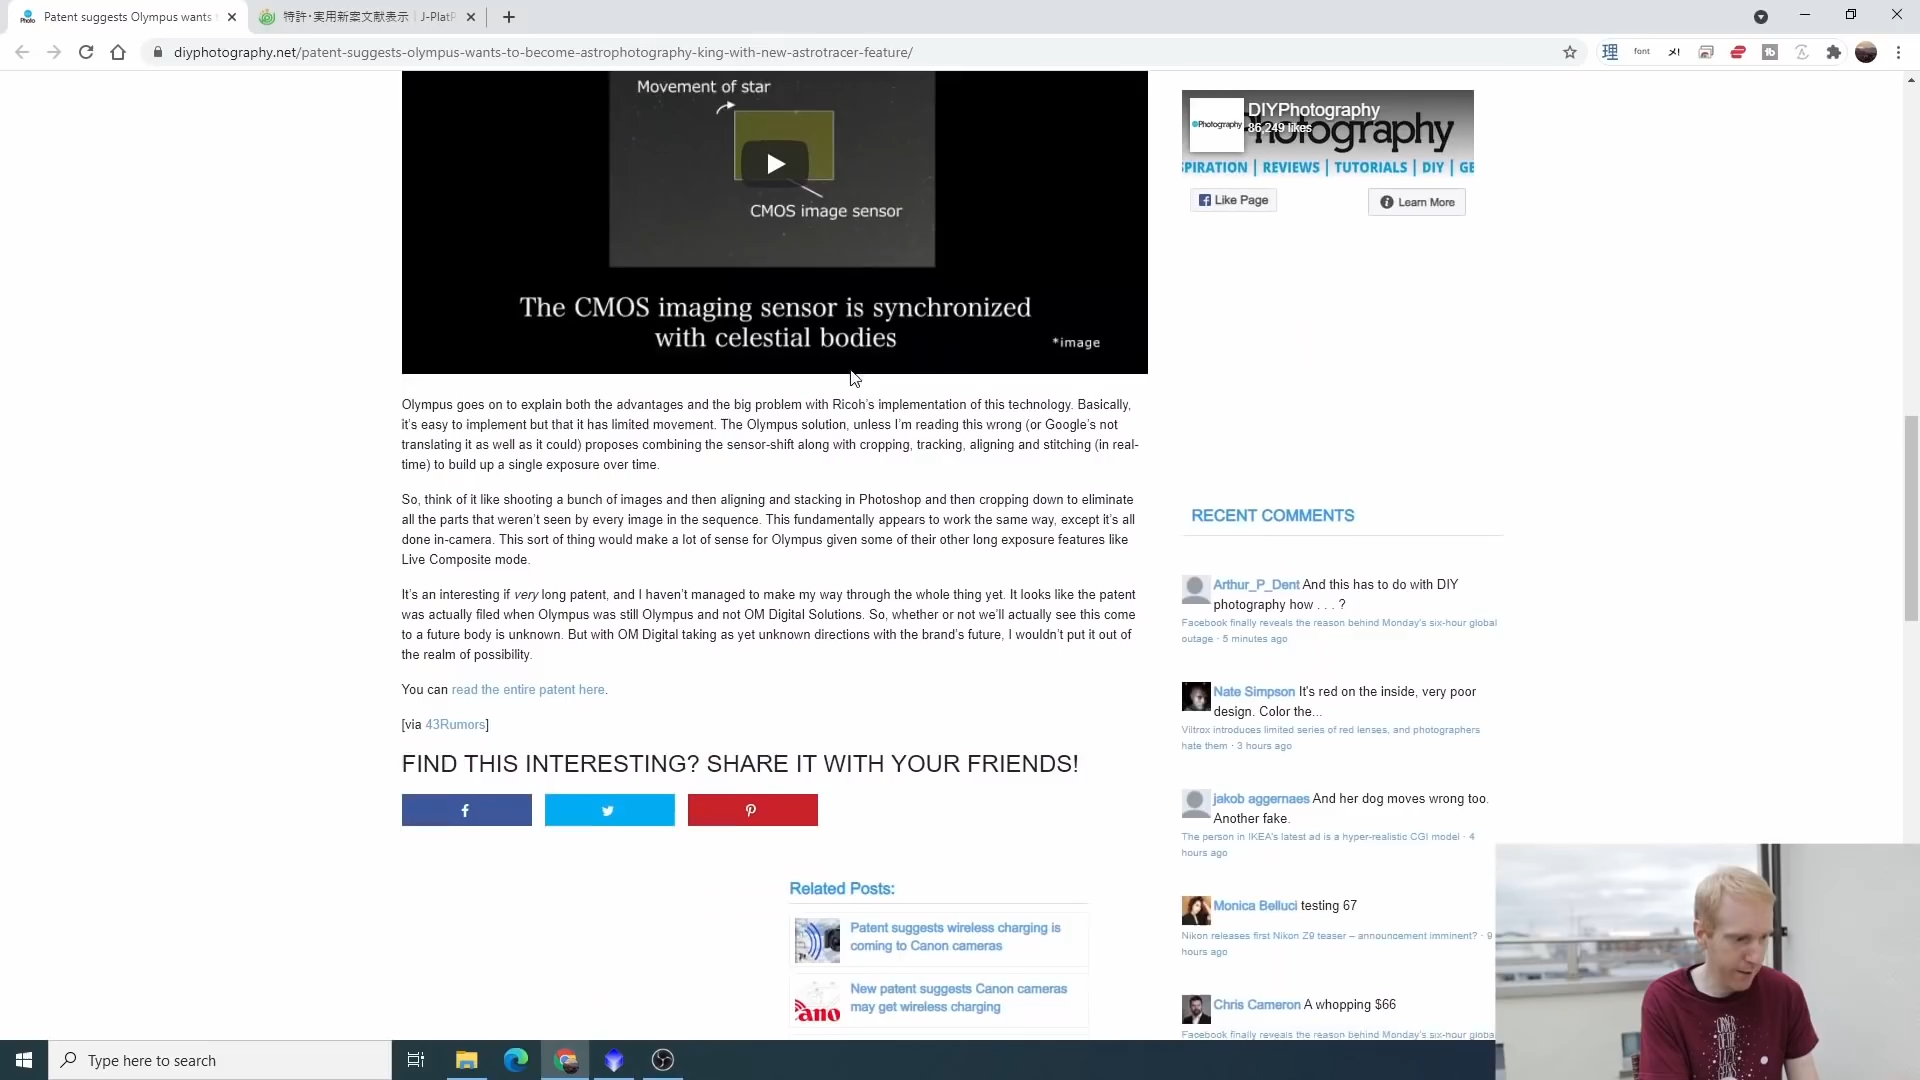 Patent suggests Olympus wants
特許・実用新案文献表示 | J-PlatP
diyphotography.net/patent-suggests-olympus-wants-to-become-astrophotography-king-with-new-astrotracer-feature/
Movement of star
CMOS image sensor
The CMOS imaging sensor is synchronized
with celestial bodies
*image
Olympus goes on to explain both the advantages and the big problem with Ricoh's implementation of this technology. Basically,
it's easy to implement but that it has limited movement. The Olympus solution, unless I'm reading this wrong (or Google's not
translating it as well as it could) proposes combining the sensor-shift along with cropping, tracking, aligning and stitching (in real-
time) to build up a single exposure over time.
So, think of it like shooting a bunch of images and then aligning and stacking in Photoshop and then cropping down to eliminate
all the parts that weren't seen by every image in the sequence. This fundamentally appears to work the same way, except it's all
done in-camera. This sort of thing would make a lot of sense for Olympus given some of their other long exposure features like
Live Composite mode.
It's an interesting if very long patent, and I haven't managed to make my way through the whole thing yet. It looks like the patent
was actually filed when Olympus was still Olympus and not OM Digital Solutions. So, whether or not we'll actually see this come
to a future body is unknown. But with OM Digital taking as yet unknown directions with the brand's future, I wouldn't put it out of
the realm of possibility.
You can read the entire patent here.
[via 43Rumors]
FIND THIS INTERESTING? SHARE IT WITH YOUR FRIENDS!
Related Posts:
Patent suggests wireless charging is
coming to Canon cameras
New patent suggests Canon cameras
may get wireless charging
DIYPhotography
86,249 likes
Photography
hotography
SPIRATION | REVIEWS | TUTORIALS | DIY | GE
Like Page
Learn More
RECENT COMMENTS
Arthur_P_Dent And this has to do with DIY
photography how . . . ?
Facebook finally reveals the reason behind Monday's six-hour global
outage · 5 minutes ago
Nate Simpson It's red on the inside, very poor
design. Color the...
Viltrox introduces limited series of red lenses, and photographers
hate them · 3 hours ago
jakob aggernaes And her dog moves wrong too.
Another fake.
The person in IKEA's latest ad is a hyper-realistic CGI model · 4
hours ago
Monica Belluci testing 67
Nikon releases first Nikon Z9 teaser – announcement imminent? · 9
hours ago
Chris Cameron A whopping $66
Facebook finally reveals the reason behind Monday's six-hour globa
Type here to search